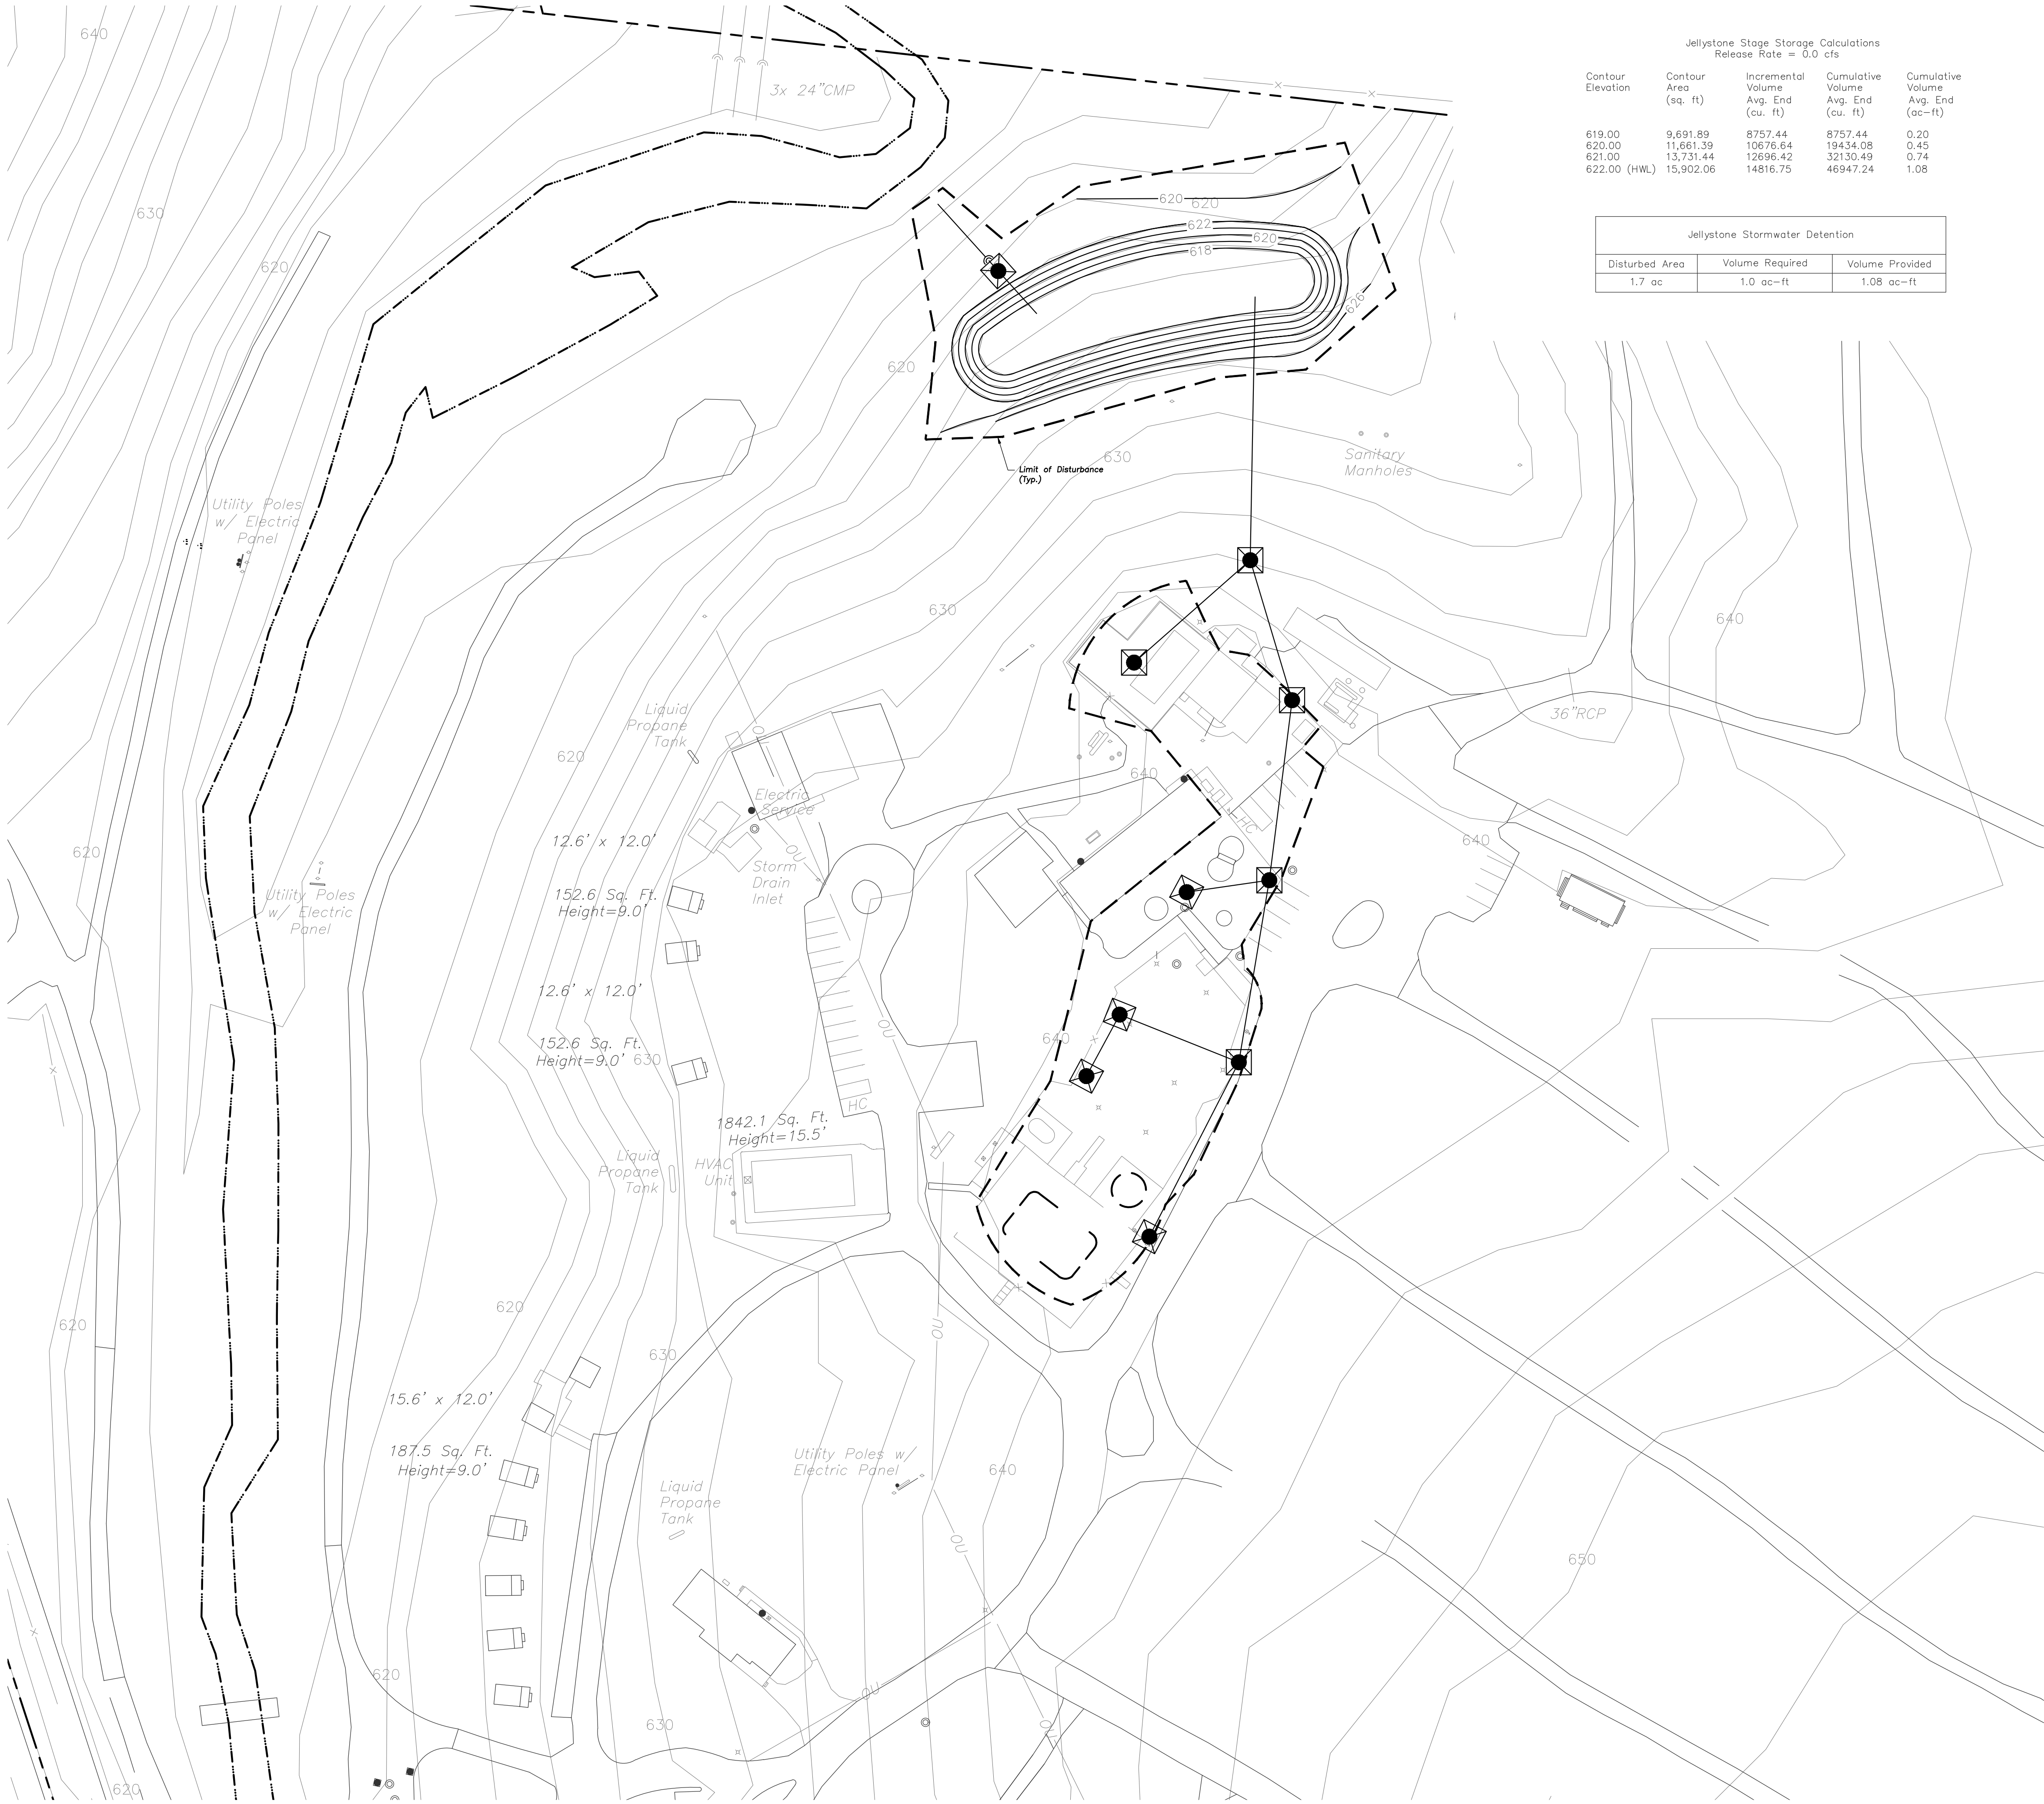 Jellystone Stage Storage Calculations
Release Rate = 0.0 cfs
Contour Contour Incremental Cumulative Cumulative
Elevation Area Volume Volume Volume
(sq. ft) Avg. End Avg. End Avg. End
(cu. ft) (cu. ft) (ac-ft)
619.00 9,691.89 8757.44 8757.44 0.20
620.00 11,661.39 10676.64 19434.08 0.45
621.00 13,731.44 12696.42 32130.49 0.74
622.00 (HWL) 15,902.06 14816.75 46947.24 1.08
Jellystone Stormwater Detention
Disturbed Area Volume Required Volume Provided
1.7 ac 1.0 ac-ft 1.08 ac-ft
640
3x 24"CMP
X
X
630
620
620
620
622
620
618
626
620
Limit of Disturbance
(Typ.)
630
Sanitary
Manholes
Utility Poles
w/ Electric
Panel
630
640
Liquid
Propane
Tank
OU
36"RCP
620
640
Electric
Service
HC
640
12.6' x 12.0'
OU
620
Storm
Drain
Inlet
152.6 Sq. Ft.
Height=9.0'
Utility Poles
w/ Electric
Panel
12.6' x 12.0'
OU
152.6 Sq. Ft.
Height=9.0'
630
640
X
X
HC
1842.1 Sq. Ft.
Height=15.5'
Liquid
Propane
Tank
HVAC
Unit
620
620
OU
630
15.6' x 12.0'
187.5 Sq. Ft.
Height=9.0'
Utility Poles w/
Electric Panel
640
Liquid
Propane
Tank
OU
650
X
620
OU
630
OU
620